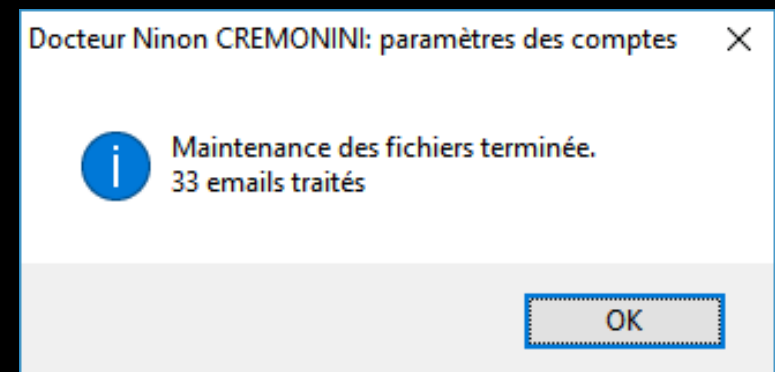 Docteur Ninon CREMONINI: paramètres des comptes
Maintenance des fichiers terminée.
33 emails traités
OK